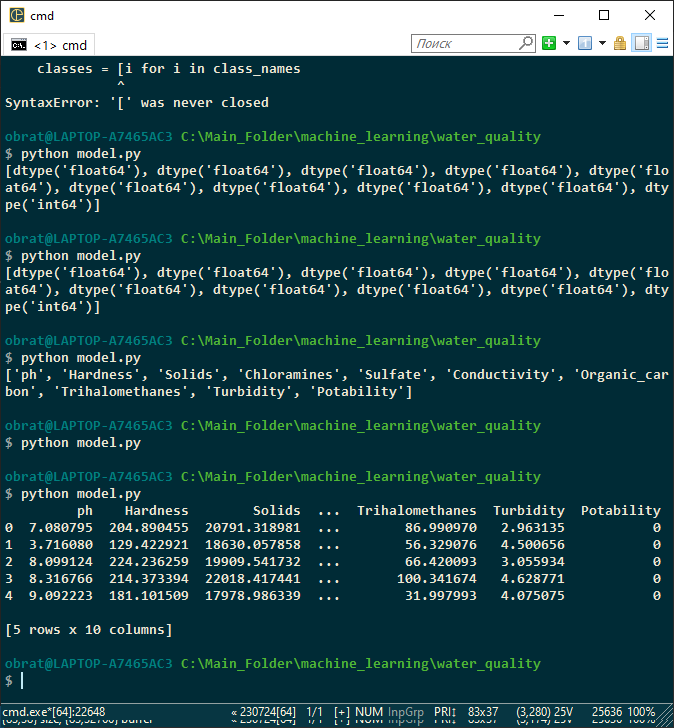 cmd
<1> cmd
Поиск
classes = [i for i in class_names
^
SyntaxError: '[' was never closed
obrat@LAPTOP-A7465AC3 C:\Main_Folder\machine_learning\water_quality
$ python model.py
[dtype('float64'), dtype('float64'), dtype('float64'), dtype('float64'), dtype('flo
at64'), dtype('float64'), dtype('float64'), dtype('float64'), dtype('float64'), dty
pe('int64')]
obrat@LAPTOP-A7465AC3 C:\Main_Folder\machine_learning\water_quality
$ python model.py
[dtype('float64'), dtype('float64'), dtype('float64'), dtype('float64'), dtype('flo
at64'), dtype('float64'), dtype('float64'), dtype('float64'), dtype('float64'), dty
pe('int64')]
obrat@LAPTOP-A7465AC3 C:\Main_Folder\machine_learning\water_quality
$ python model.py
['ph', 'Hardness', 'Solids', 'Chloramines', 'Sulfate', 'Conductivity', 'Organic_car
bon', 'Trihalomethanes', 'Turbidity', 'Potability']
obrat@LAPTOP-A7465AC3 C:\Main_Folder\machine_learning\water_quality
$ python model.py
obrat@LAPTOP-A7465AC3 C:\Main_Folder\machine_learning\water_quality
$ python model.py
ph Hardness Solids ... Trihalomethanes Turbidity Potability
0 7.080795 204.890455 20791.318981 ... 86.990970 2.963135 0
1 3.716080 129.422921 18630.057858 ... 56.329076 4.500656 0
2 8.099124 224.236259 19909.541732 ... 66.420093 3.055934 0
3 8.316766 214.373394 22018.417441 ... 100.341674 4.628771 0
4 9.092223 181.101509 17978.986339 ... 31.997993 4.075075 0
[5 rows x 10 columns]
obrat@LAPTOP-A7465AC3 C:\Main_Folder\machine_learning\water_quality
$
cmd.exe*[64]:22648 « 230724[64] 1/1 [+] NUM InpGrp PRI↕ 83x37 (3,280) 25V 25636 100%